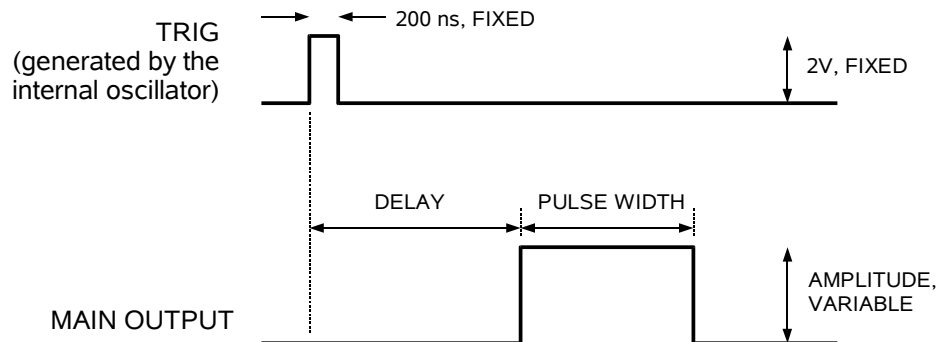 200 ns, FIXED
TRIG
(generated by the
internal oscillator)
2V, FIXED
DELAY
PULSE WIDTH
AMPLITUDE,
VARIABLE
MAIN OUTPUT